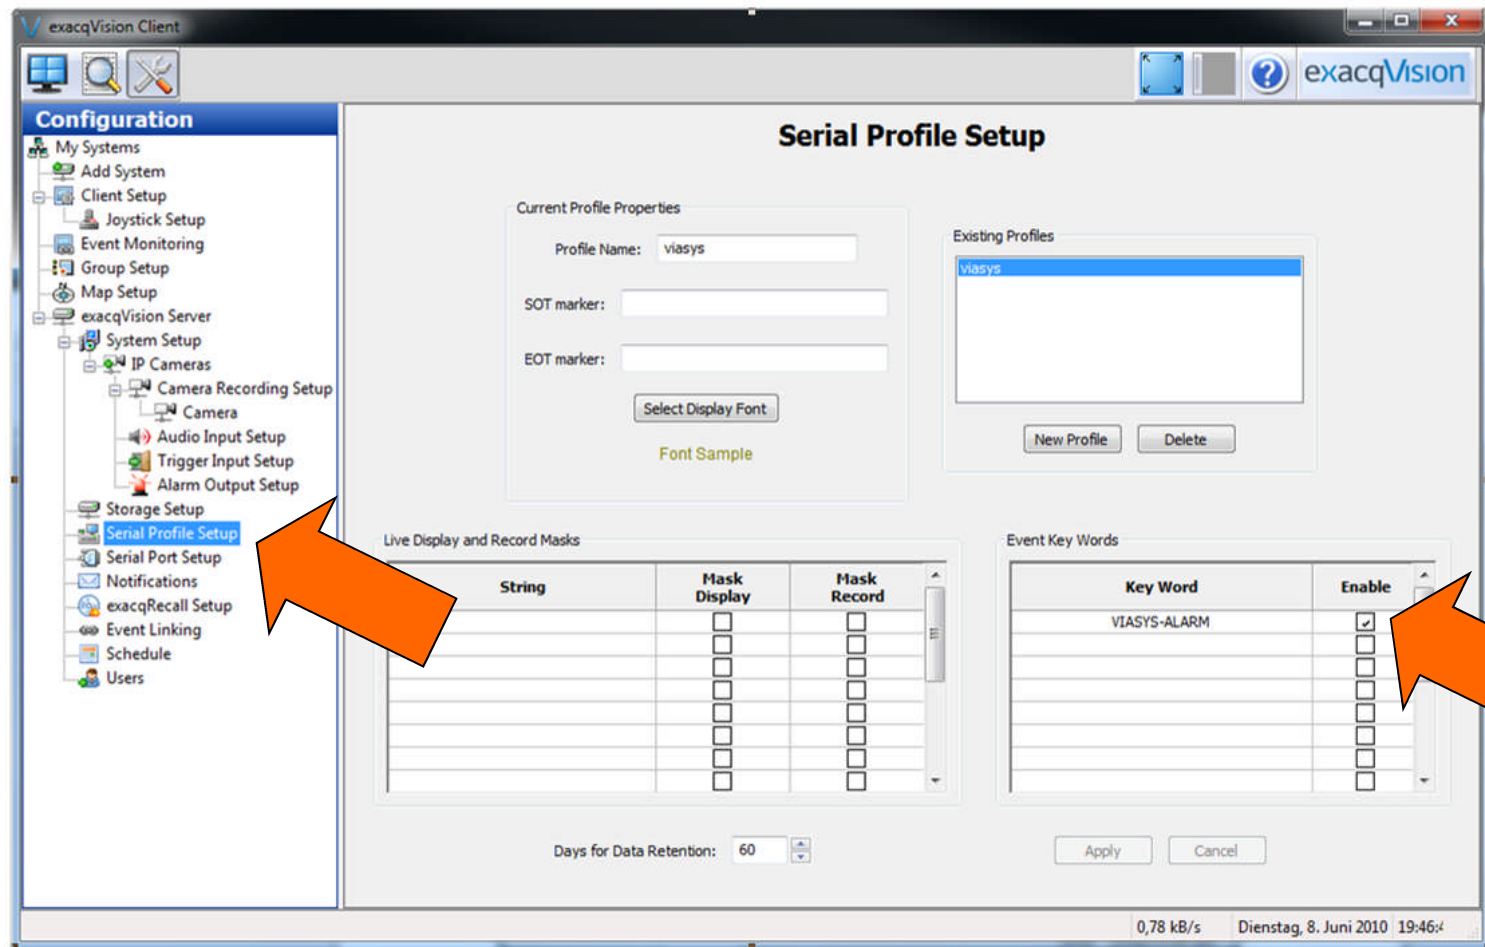 exacqVision Client
exacqVision
Configuration
My Systems
Add System
Client Setup
Joystick Setup
Event Monitoring
Group Setup
Map Setup
exacqVision Server
System Setup
IP Cameras
Camera Recording Setup
Camera
Audio Input Setup
Trigger Input Setup
Alarm Output Setup
Storage Setup
Serial Profile Setup
Serial Port Setup
Notifications
exacqRecall Setup
Event Linking
Schedule
Users
Serial Profile Setup
Current Profile Properties
Profile Name: viasys
SOT marker:
EOT marker:
Select Display Font
Font Sample
Existing Profiles
viasys
New Profile Delete
Live Display and Record Masks
String Mask Display Mask Record
Event Key Words
Key Word Enable
VIASYS-ALARM
Days for Data Retention: 60
Apply Cancel
0,78 kB/s Dienstag, 8. Juni 2010 19:46:4